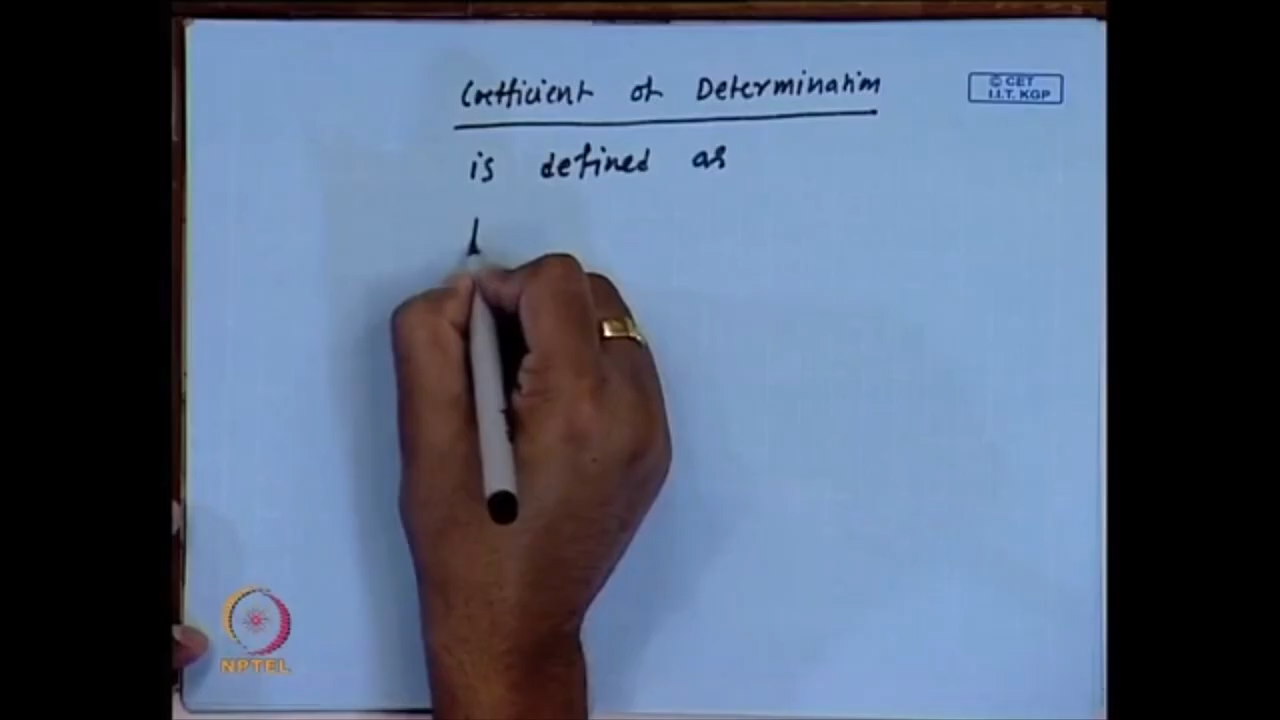 Coefficient of Determination
© CET
I.I.T. KGP
is defined as
NPTEL